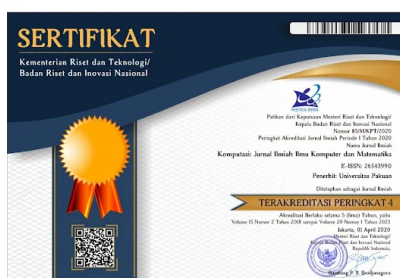 SERTIFIKAT
Kementerian Riset dan Teknologi/
Badan Riset dan Inovasi Nasional
Petikan dari Keputusan Menteri Riset dan Teknologi/
Kepala Badan Riset dan Inovasi Nasional
Nomor 85/M/KPT/2020
Peringkat Akreditasi Jurnal Ilmiah Periode I Tahun 2020
Nama Jurnal Ilmiah
Komputasi: Jurnal Ilmiah Ilmu Komputer dan Matematika
E-ISSN: 26543990
Penerbit: Universitas Pakuan
Ditetapkan sebagai Jurnal Ilmiah
TERAKREDITASI PERINGKAT 4
Akreditasi Berlaku selama 5 (lima) Tahun, yaitu
Volume 15 Nomor 2 Tahun 2018 sampai Volume 20 Nomor 1 Tahun 2023
Jakarta, 01 April 2020
Menteri Riset dan Teknologi/
Kepala Badan Riset dan Inovasi Nasional
Republik Indonesia,
Bambang P. S. Brodjonegoro